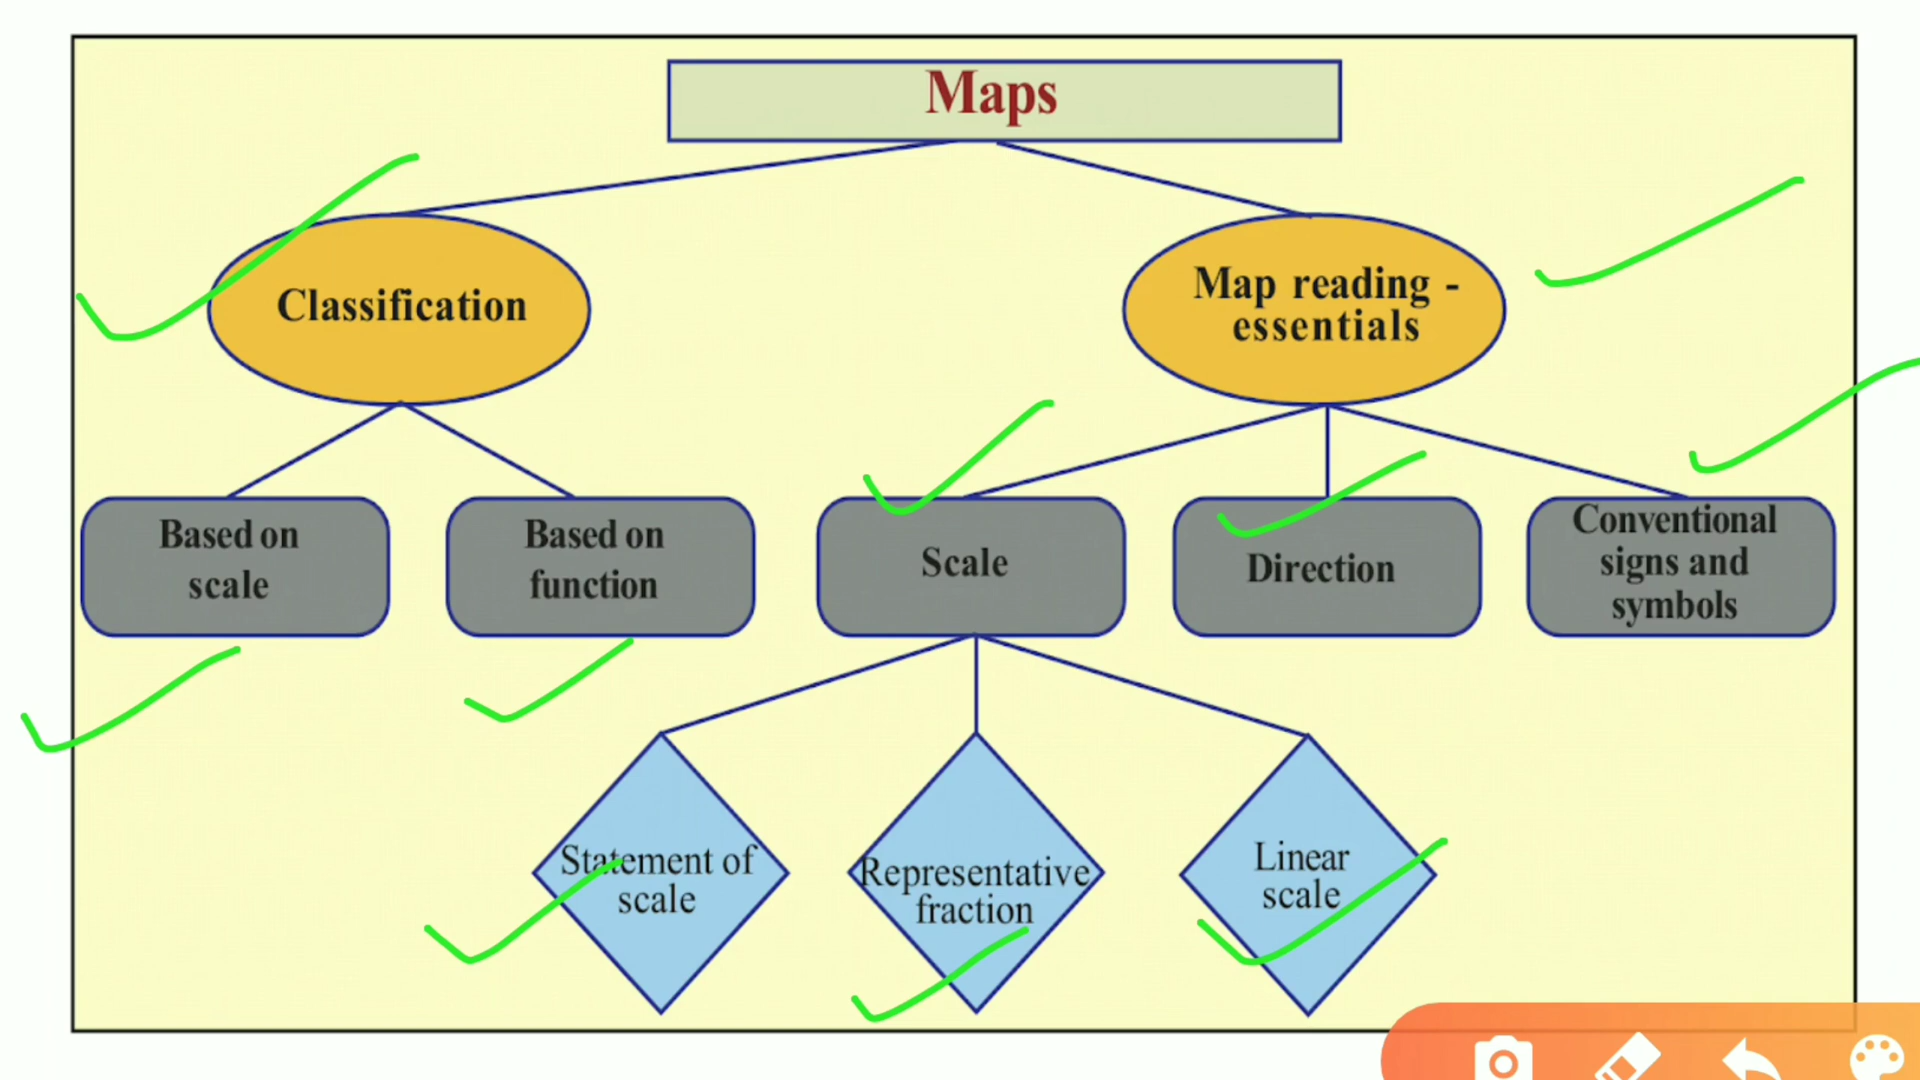 Maps
Classification
Map reading -
essentials
Based on
scale
Based on
function
Scale
Direction
Conventional
signs and
symbols
Statement of
scale
Representative
fraction
Linear
scale